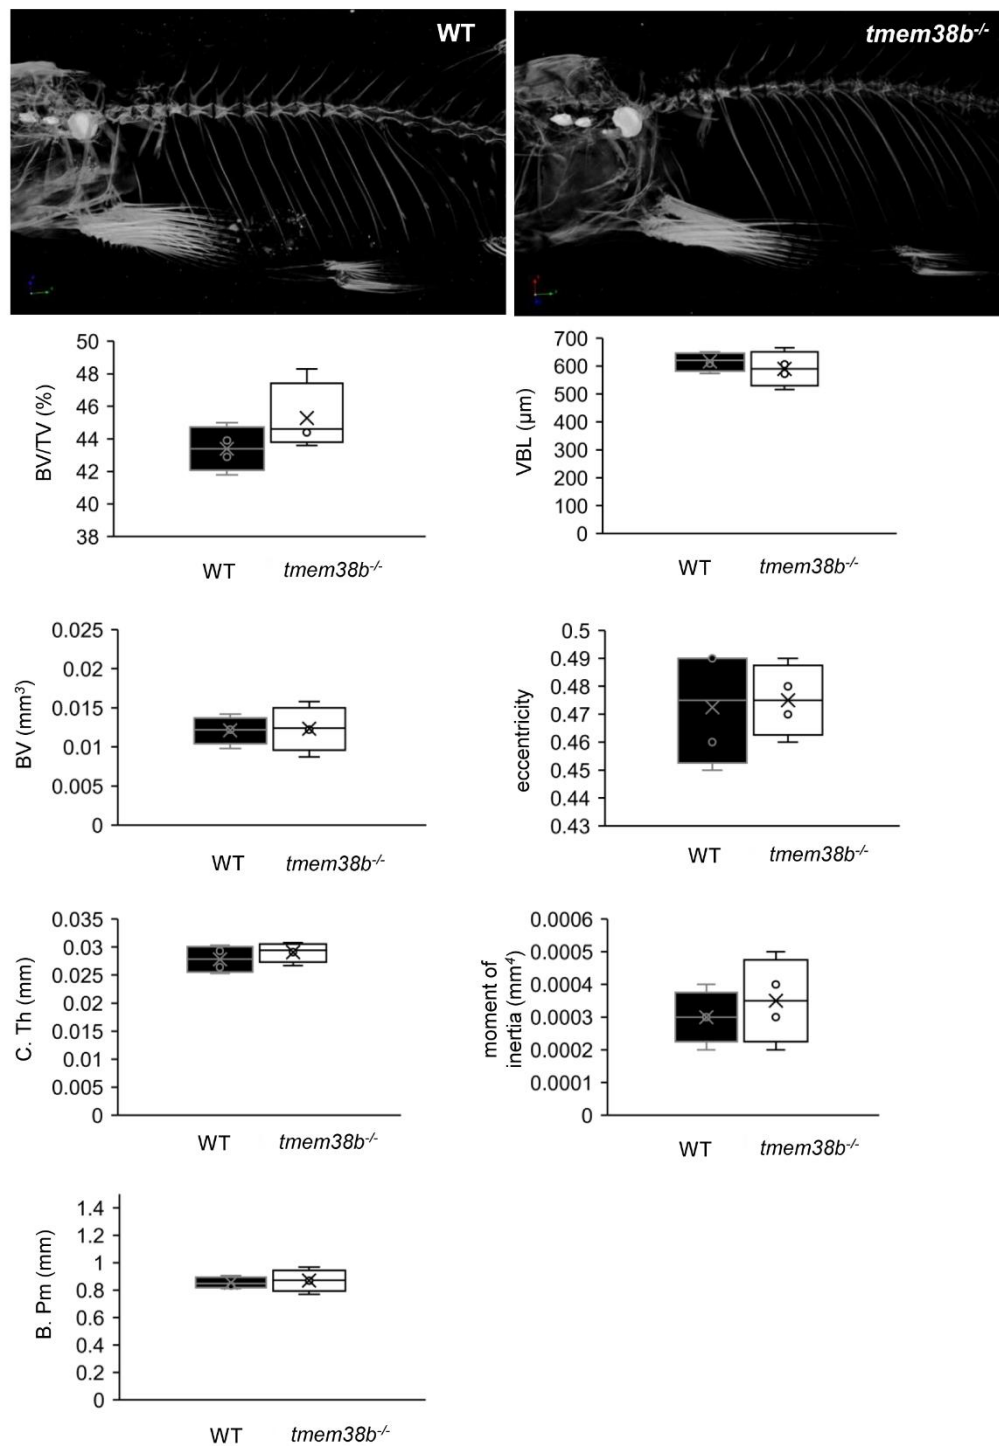 WT
tmem38b-/-
50
48
46
44
42
40
38
BV/TV (%)
WT
tmem38b-/-
700
600
500
400
300
200
100
0
VBL (µm)
WT
tmem38b-/-
0.025
0.02
0.015
0.01
0.005
0
BV (mm³)
WT
tmem38b-/-
0.5
0.49
0.48
0.47
0.46
0.45
0.44
0.43
eccentricity
WT
tmem38b-/-
0.035
0.03
0.025
0.02
0.015
0.01
0.005
0
C. Th (mm)
WT
tmem38b-/-
0.0006
0.0005
0.0004
0.0003
0.0002
0.0001
0
moment of
inertia (mm⁴)
WT
tmem38b-/-
1.4
1.2
1
0.8
0.6
0.4
0.2
0
B. Pm (mm)
WT
tmem38b-/-